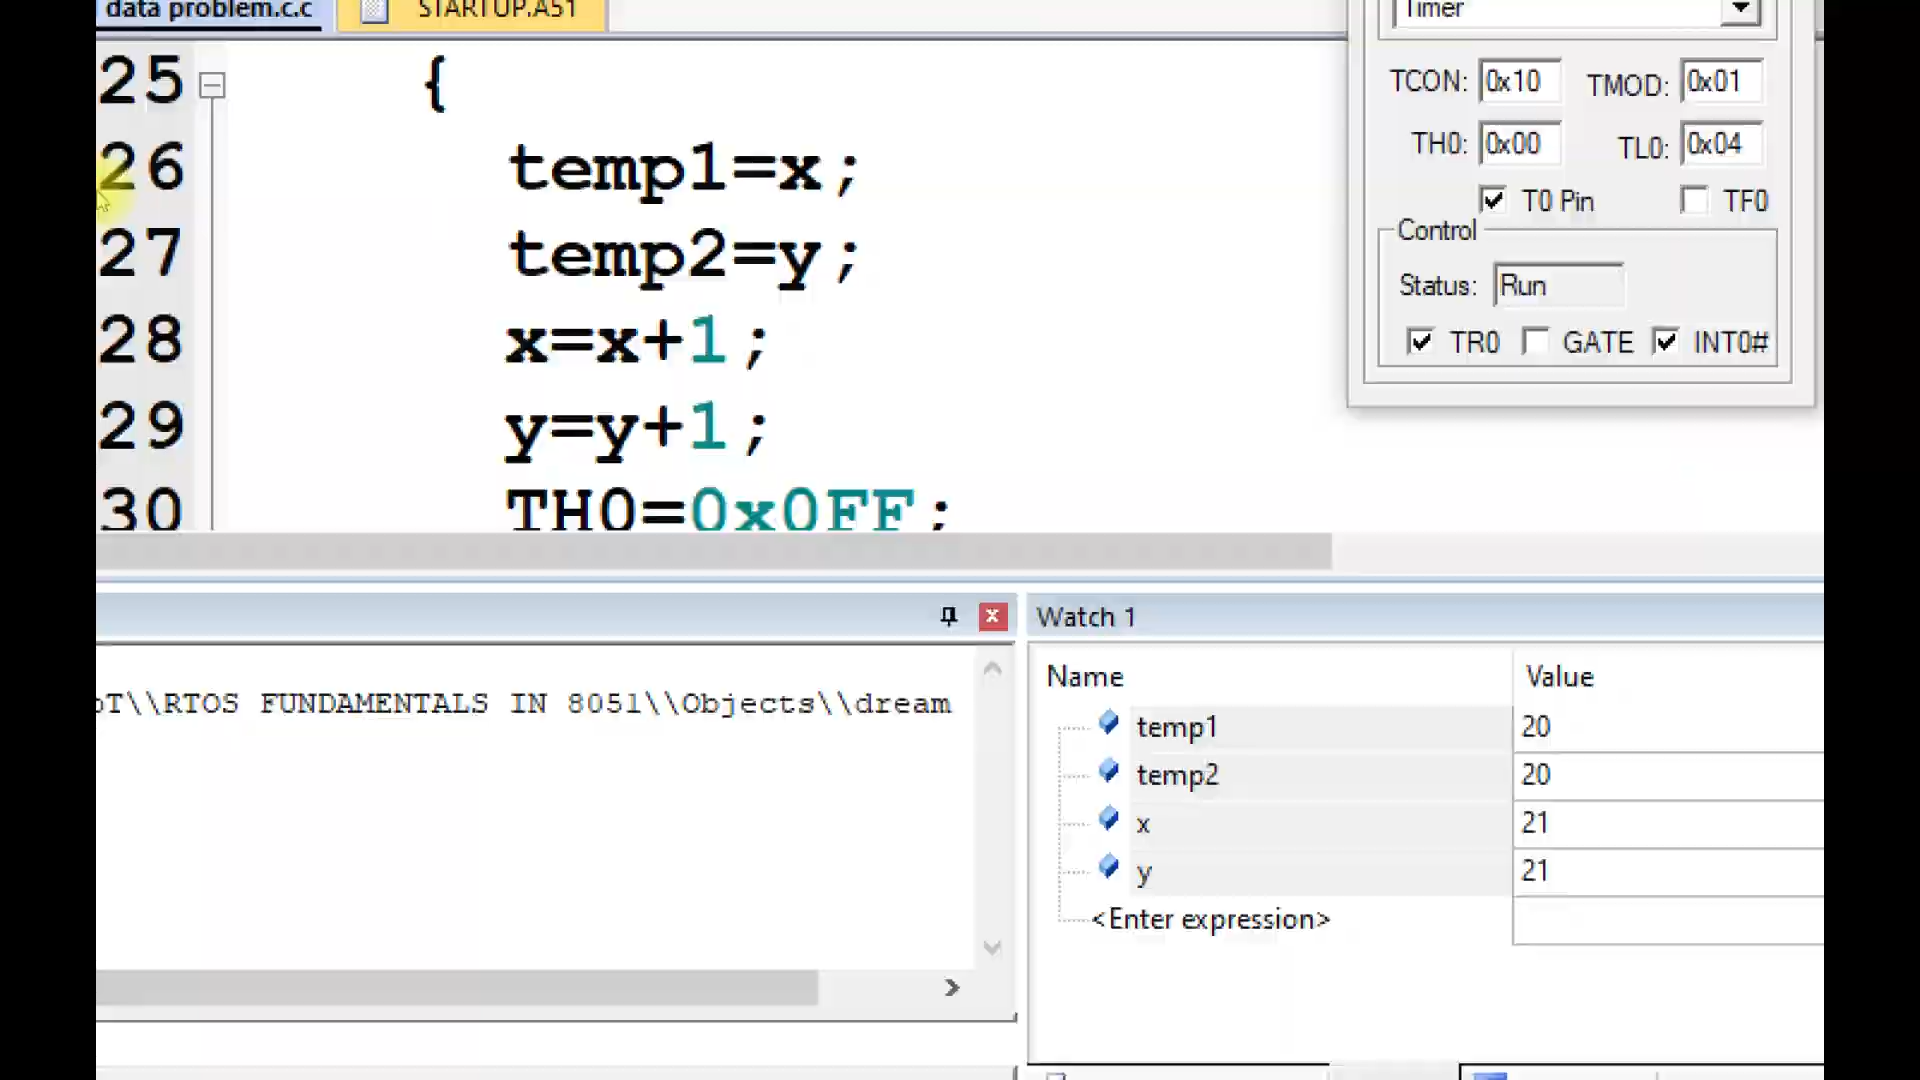 data problem.c.c
STARTUP.A51
25 {
26 temp1=x;
27 temp2=y;
28 x=x+1;
29 y=y+1;
30 TH0=0x0FF;
Timer
TCON: 0x10 TMOD: 0x01
TH0: 0x00 TL0: 0x04
T0 Pin TF0
Control
Status: Run
TR0 GATE INT0#
oT\\RTOS FUNDAMENTALS IN 8051\\Objects\\dream
Watch 1
Name Value
temp1 20
temp2 20
x 21
y 21
<Enter expression>